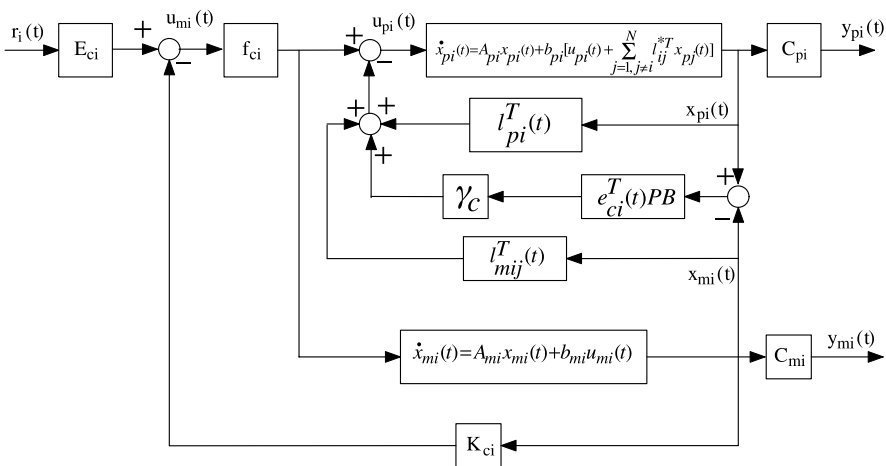 r_i(t)
E_ci
+
−
u_mi(t)
f_ci
+
−
u_pi(t)
ẋ_pi(t)=A_pi x_pi(t)+b_pi[u_pi(t)+∑_{j=1, j≠i}^{N} l_ij^{*T} x_pj(t)]
C_pi
y_pi(t)
+
+
+
l_pi^T(t)
x_pi(t)
γ_c
e_ci^T(t)PB
+
−
l_mij^T(t)
x_mi(t)
ẋ_mi(t)=A_mi x_mi(t)+b_mi u_mi(t)
C_mi
y_mi(t)
K_ci